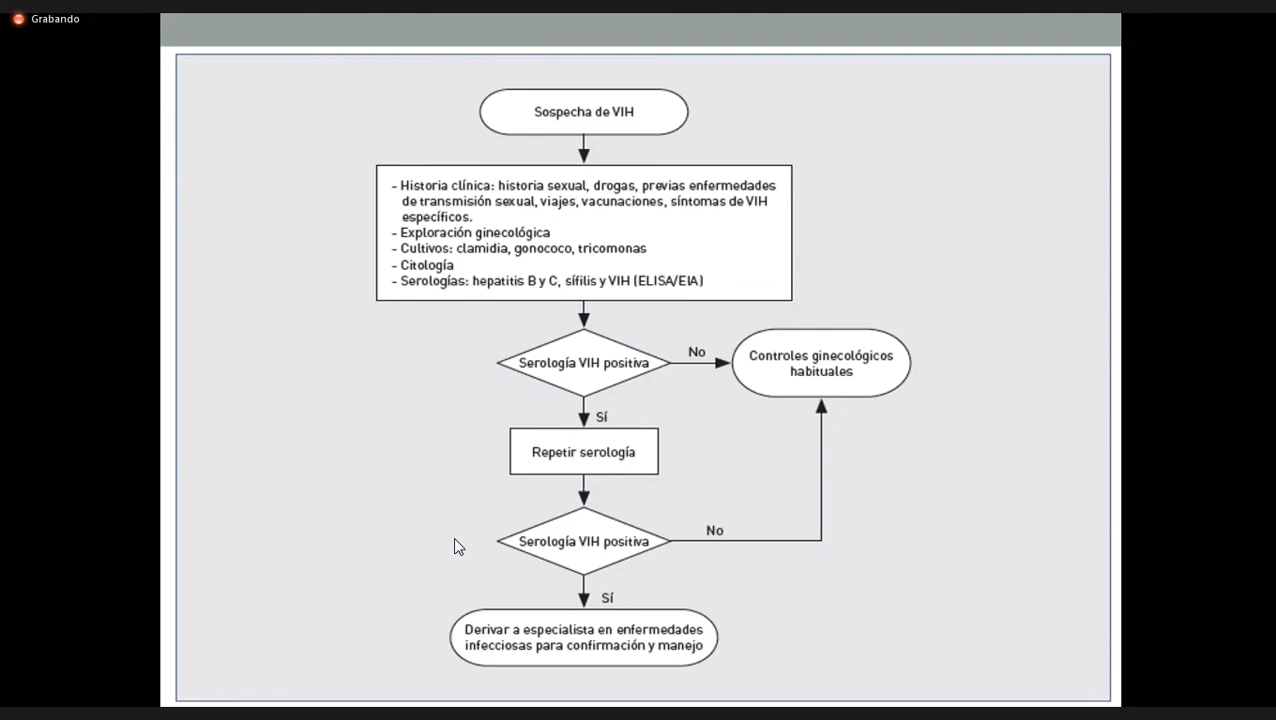 Grabando
Sospecha de VIH
- Historia clínica: historia sexual, drogas, previas enfermedades
de transmisión sexual, viajes, vacunaciones, síntomas de VIH
específicos.
- Exploración ginecológica
- Cultivos: clamidia, gonococo, tricomonas
- Citología
- Serologías: hepatitis B y C, sífilis y VIH (ELISA/EIA)
Serología VIH positiva
No
Controles ginecológicos
habituales
Sí
Repetir serología
Serología VIH positiva
No
Sí
Derivar a especialista en enfermedades
infecciosas para confirmación y manejo